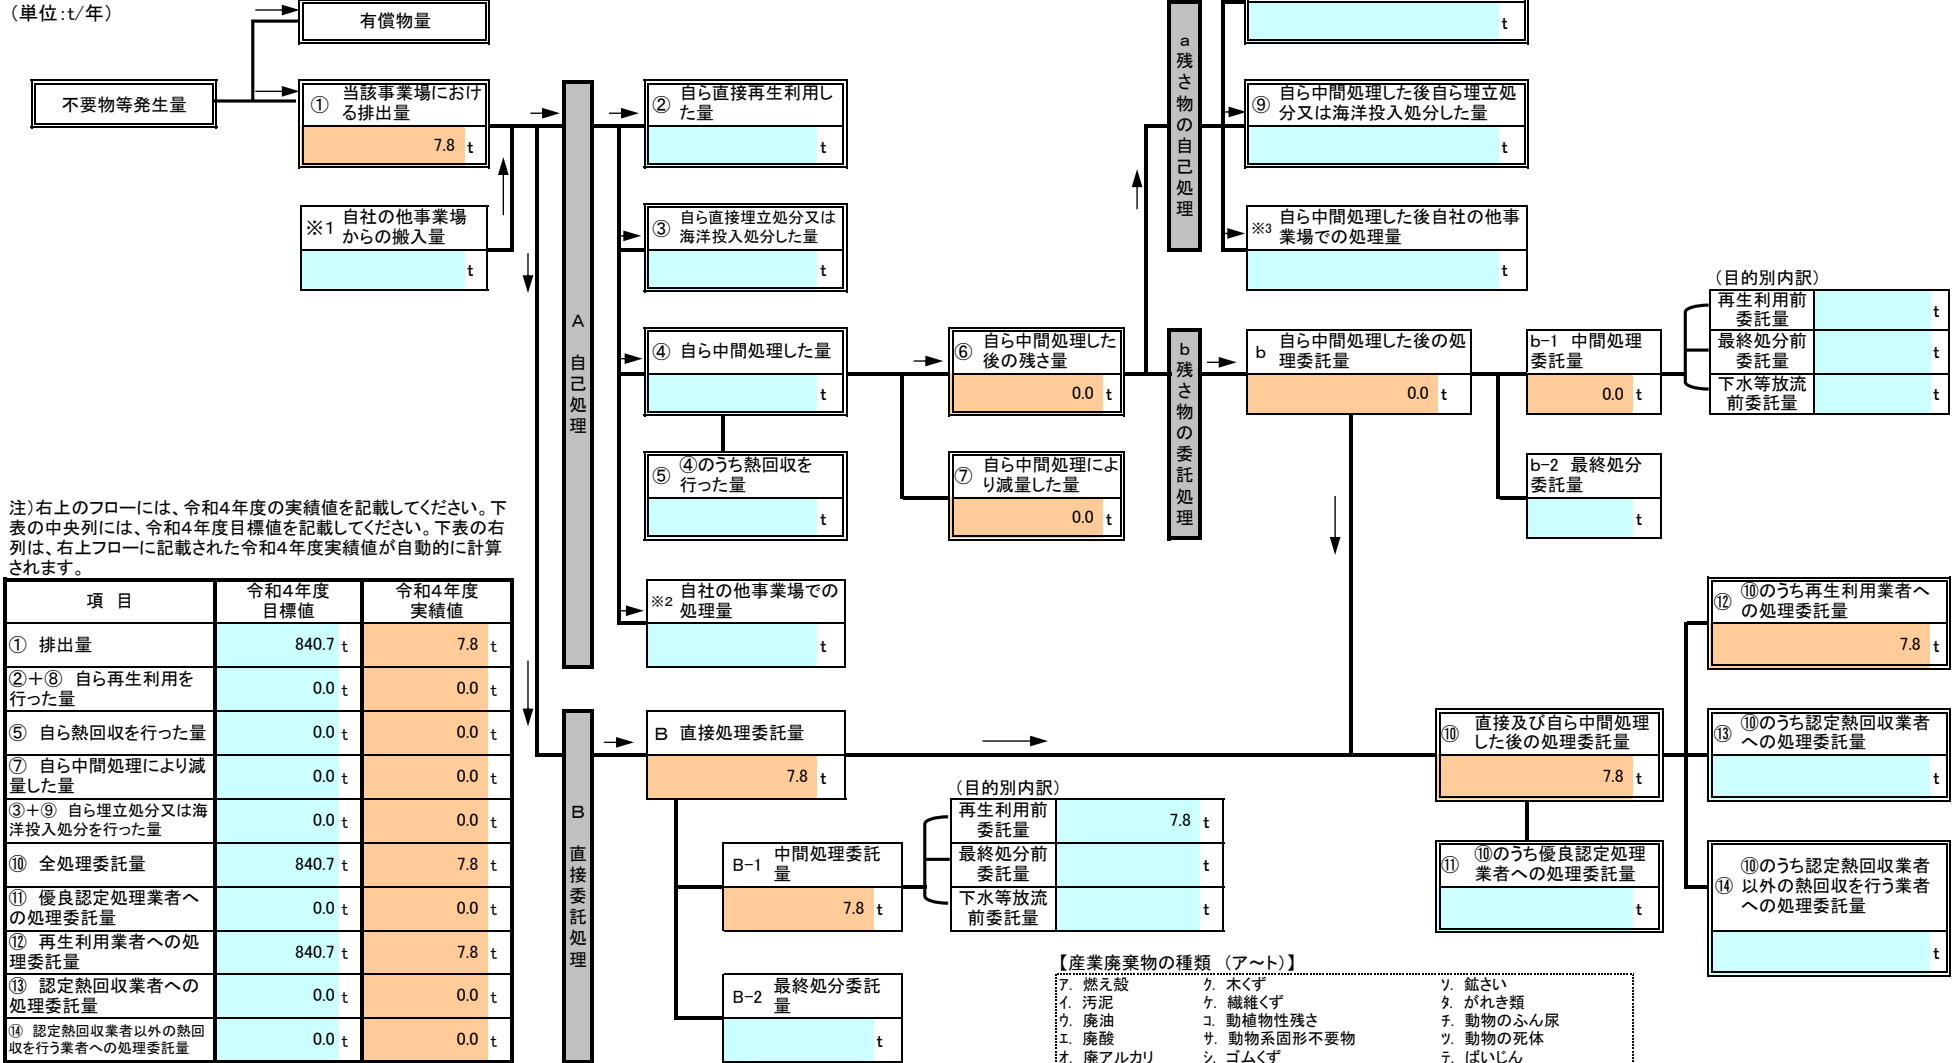 （単位：t/年）
有償物量
不要物等発生量
① 当該事業場におけ
る排出量
7.8 t
※1 自社の他事業場
からの搬入量
t
A 自己処理
② 自ら直接再生利用し
た量
t
③ 自ら直接埋立処分又は
海洋投入処分した量
t
④ 自ら中間処理した量
t
⑤ ④のうち熱回収を
行った量
t
※2 自社の他事業場での
処理量
t
⑥ 自ら中間処理した
後の残さ量
0.0 t
⑦ 自ら中間処理によ
り減量した量
0.0 t
a 残さ物の自己処理
t
⑨ 自ら中間処理した後自ら埋立処
分又は海洋投入処分した量
t
※3 自ら中間処理した後自社の他事
業場での処理量
t
b 残さ物の委託処理
b 自ら中間処理した後の処
理委託量
0.0 t
b-1 中間処理
委託量
0.0 t
b-2 最終処分
委託量
t
（目的別内訳）
再生利用前
委託量
t
最終処分前
委託量
t
下水等放流
前委託量
t
注）右上のフローには、令和４年度の実績値を記載してください。下
表の中央列には、令和４年度目標値を記載してください。下表の右
列は、右上フローに記載された令和４年度実績値が自動的に計算
されます。
項 目
令和４年度
目標値
令和４年度
実績値
① 排出量 840.7 t 7.8 t
②＋⑧ 自ら再生利用を
行った量 0.0 t 0.0 t
⑤ 自ら熱回収を行った量 0.0 t 0.0 t
⑦ 自ら中間処理により減
量した量 0.0 t 0.0 t
③＋⑨ 自ら埋立処分又は海
洋投入処分を行った量 0.0 t 0.0 t
⑩ 全処理委託量 840.7 t 7.8 t
⑪ 優良認定処理業者へ
の処理委託量 0.0 t 0.0 t
⑫ 再生利用業者への処
理委託量 840.7 t 7.8 t
⑬ 認定熱回収業者への
処理委託量 0.0 t 0.0 t
⑭ 認定熱回収業者以外の熱回
収を行う業者への処理委託量 0.0 t 0.0 t
B 直接委託処理
B 直接処理委託量
7.8 t
B-1 中間処理委託
量
7.8 t
B-2 最終処分委託
量
t
（目的別内訳）
再生利用前
委託量
7.8 t
最終処分前
委託量
下水等放流
前委託量
t
⑩ 直接及び自ら中間処理
した後の処理委託量
7.8 t
⑪ ⑩のうち優良認定処理
業者への処理委託量
t
⑫ ⑩のうち再生利用業者へ
の処理委託量
7.8 t
⑬ ⑩のうち認定熱回収業者
への処理委託量
t
⑭ ⑩のうち認定熱回収業者
以外の熱回収を行う業者
への処理委託量
t
【産業廃棄物の種類 （ア～ト）】
ア. 燃え殻 ク. 木くず ソ. 鉱さい
イ. 汚泥 ケ. 繊維くず タ. がれき類
ウ. 廃油 コ. 動植物性残さ チ. 動物のふん尿
エ. 廃酸 サ. 動物系固形不要物 ツ. 動物の死体
オ. 廃アルカリ シ. ゴムくず テ. ばいじん